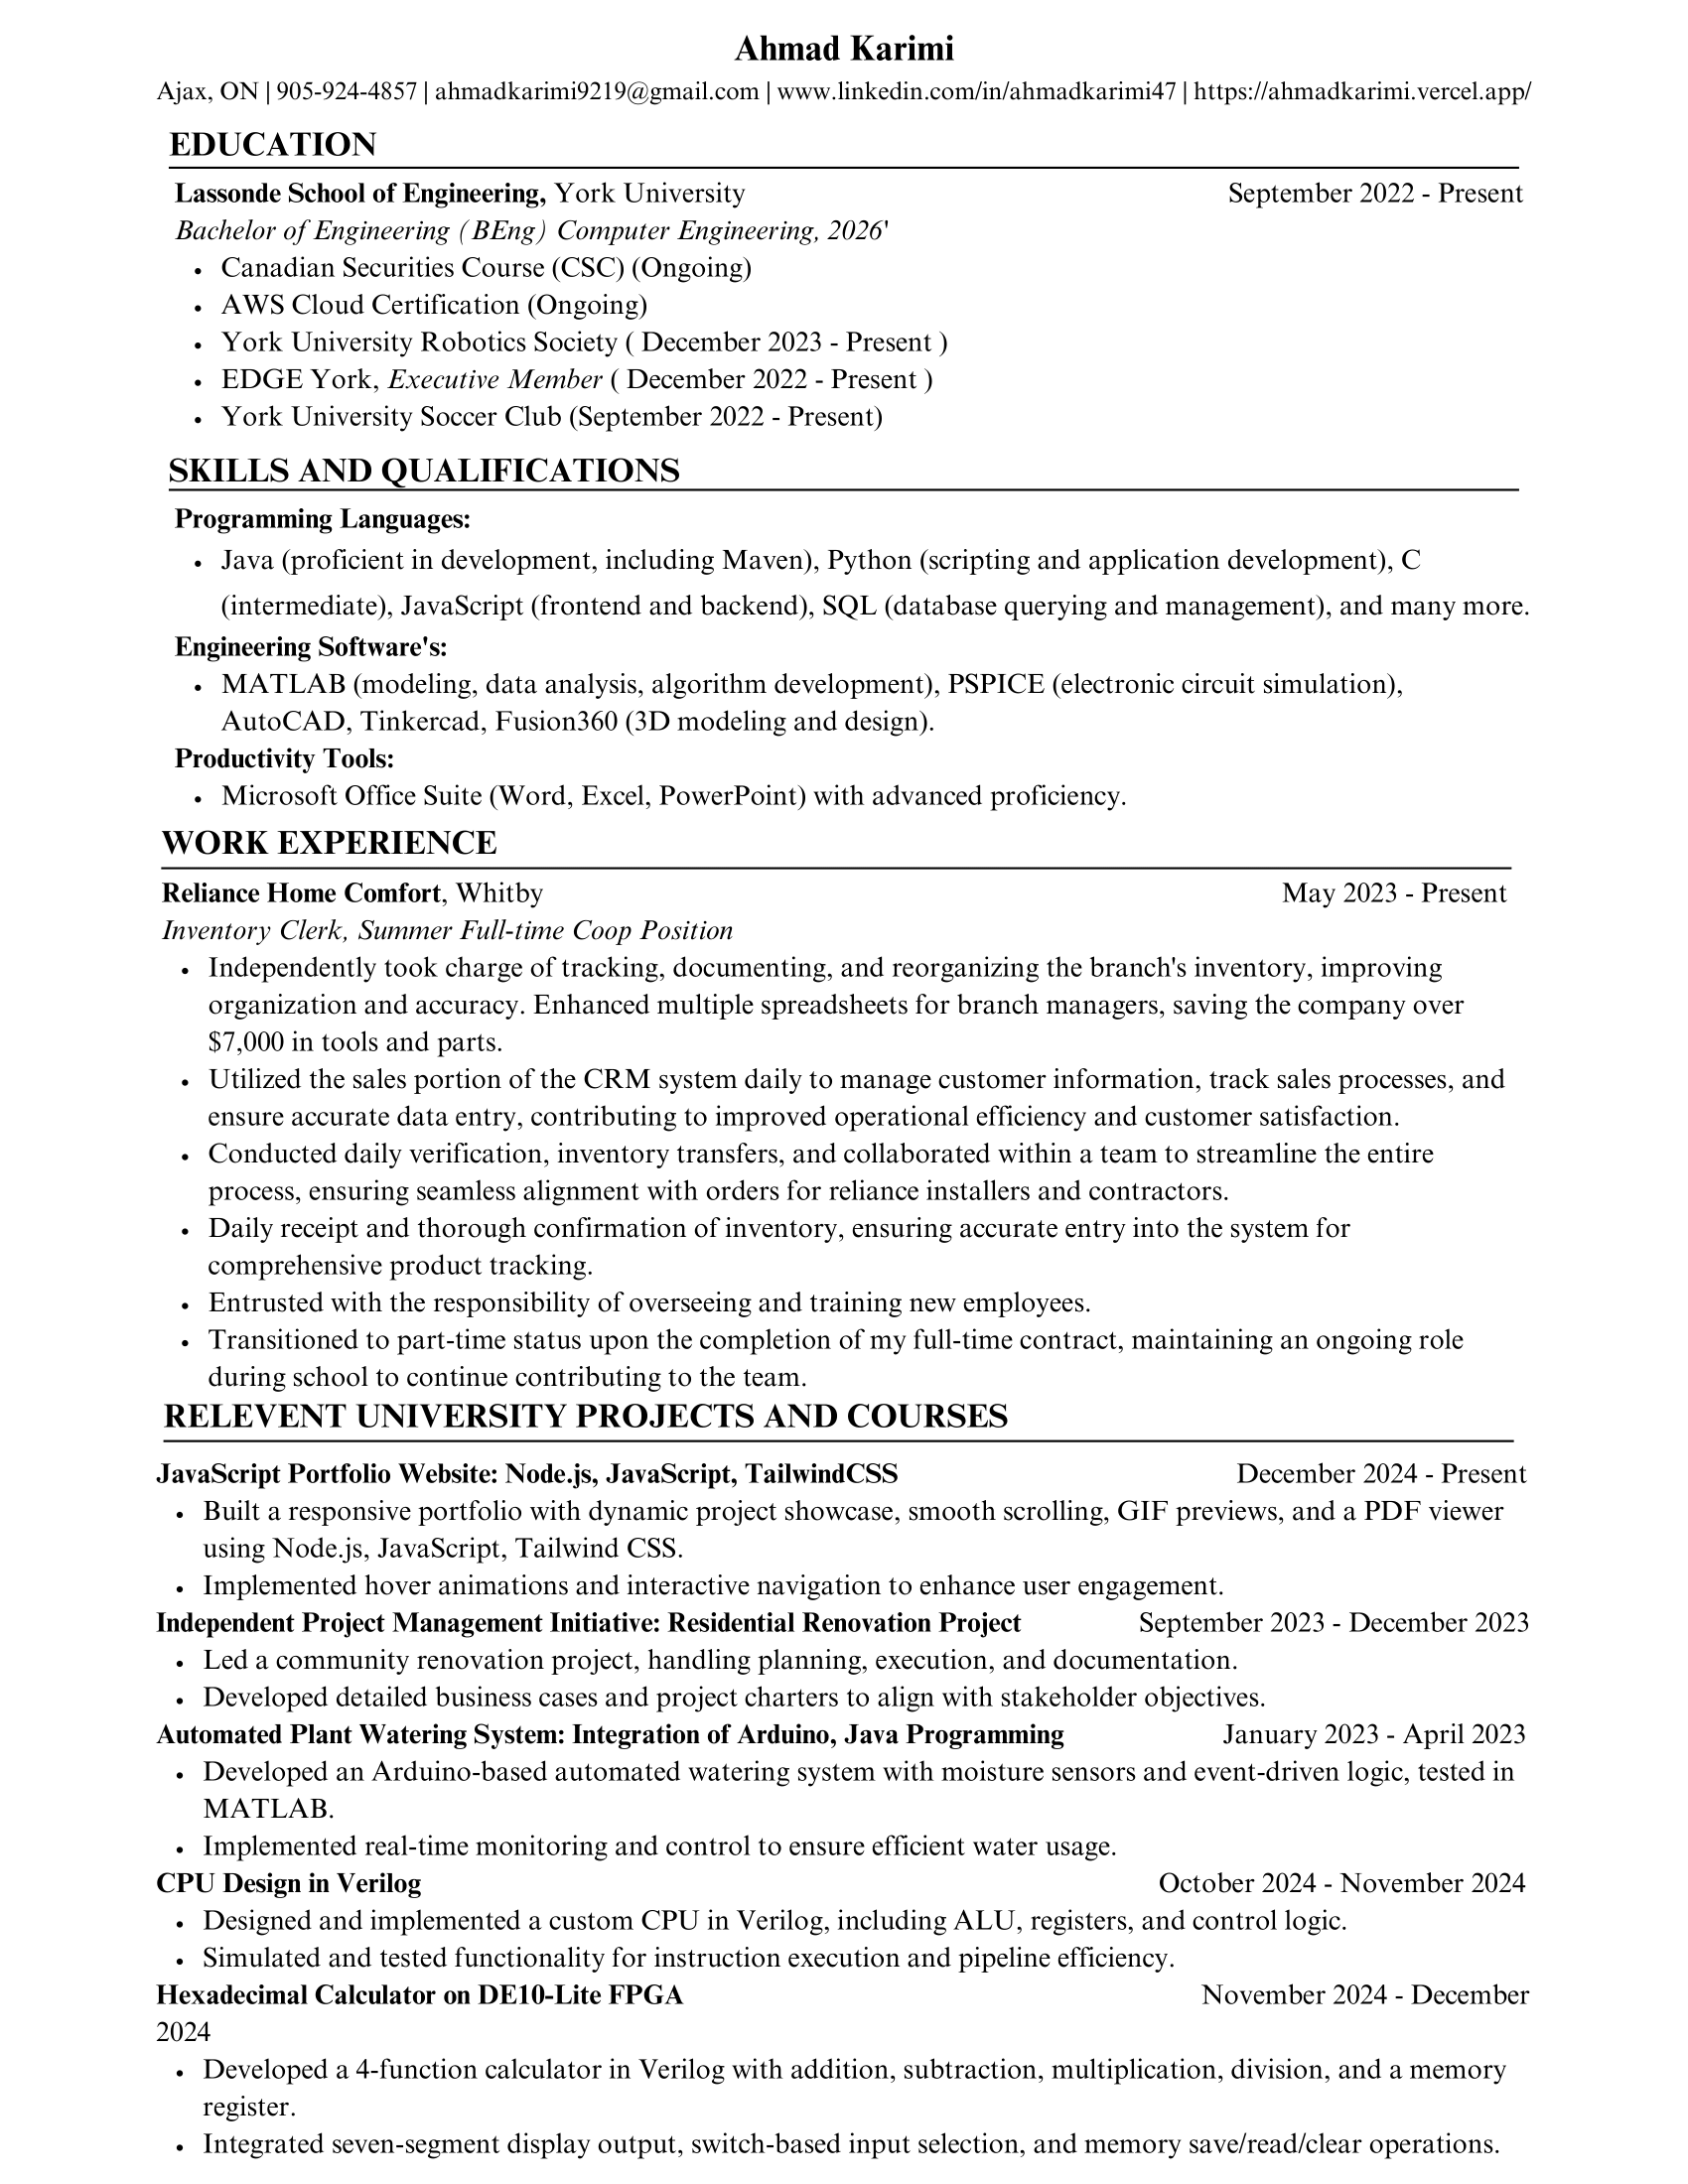 Ahmad Karimi
Ajax, ON | 905-924-4857 | ahmadkarimi9219@gmail.com | www.linkedin.com/in/ahmadkarimi47 | https://ahmadkarimi.vercel.app/
EDUCATION
Lassonde School of Engineering, York University September 2022 - Present
Bachelor of Engineering (BEng) Computer Engineering, 2026'
• Canadian Securities Course (CSC) (Ongoing)
• AWS Cloud Certification (Ongoing)
• York University Robotics Society ( December 2023 - Present )
• EDGE York, Executive Member ( December 2022 - Present )
• York University Soccer Club (September 2022 - Present)
SKILLS AND QUALIFICATIONS
Programming Languages:
• Java (proficient in development, including Maven), Python (scripting and application development), C
(intermediate), JavaScript (frontend and backend), SQL (database querying and management), and many more.
Engineering Software's:
• MATLAB (modeling, data analysis, algorithm development), PSPICE (electronic circuit simulation),
AutoCAD, Tinkercad, Fusion360 (3D modeling and design).
Productivity Tools:
• Microsoft Office Suite (Word, Excel, PowerPoint) with advanced proficiency.
WORK EXPERIENCE
Reliance Home Comfort, Whitby May 2023 - Present
Inventory Clerk, Summer Full-time Coop Position
• Independently took charge of tracking, documenting, and reorganizing the branch's inventory, improving
organization and accuracy. Enhanced multiple spreadsheets for branch managers, saving the company over
$7,000 in tools and parts.
• Utilized the sales portion of the CRM system daily to manage customer information, track sales processes, and
ensure accurate data entry, contributing to improved operational efficiency and customer satisfaction.
• Conducted daily verification, inventory transfers, and collaborated within a team to streamline the entire
process, ensuring seamless alignment with orders for reliance installers and contractors.
• Daily receipt and thorough confirmation of inventory, ensuring accurate entry into the system for
comprehensive product tracking.
• Entrusted with the responsibility of overseeing and training new employees.
• Transitioned to part-time status upon the completion of my full-time contract, maintaining an ongoing role
during school to continue contributing to the team.
RELEVENT UNIVERSITY PROJECTS AND COURSES
JavaScript Portfolio Website: Node.js, JavaScript, TailwindCSS December 2024 - Present
• Built a responsive portfolio with dynamic project showcase, smooth scrolling, GIF previews, and a PDF viewer
using Node.js, JavaScript, Tailwind CSS.
• Implemented hover animations and interactive navigation to enhance user engagement.
Independent Project Management Initiative: Residential Renovation Project September 2023 - December 2023
• Led a community renovation project, handling planning, execution, and documentation.
• Developed detailed business cases and project charters to align with stakeholder objectives.
Automated Plant Watering System: Integration of Arduino, Java Programming January 2023 - April 2023
• Developed an Arduino-based automated watering system with moisture sensors and event-driven logic, tested in
MATLAB.
• Implemented real-time monitoring and control to ensure efficient water usage.
CPU Design in Verilog October 2024 - November 2024
• Designed and implemented a custom CPU in Verilog, including ALU, registers, and control logic.
• Simulated and tested functionality for instruction execution and pipeline efficiency.
Hexadecimal Calculator on DE10-Lite FPGA November 2024 - December
2024
• Developed a 4-function calculator in Verilog with addition, subtraction, multiplication, division, and a memory
register.
• Integrated seven-segment display output, switch-based input selection, and memory save/read/clear operations.